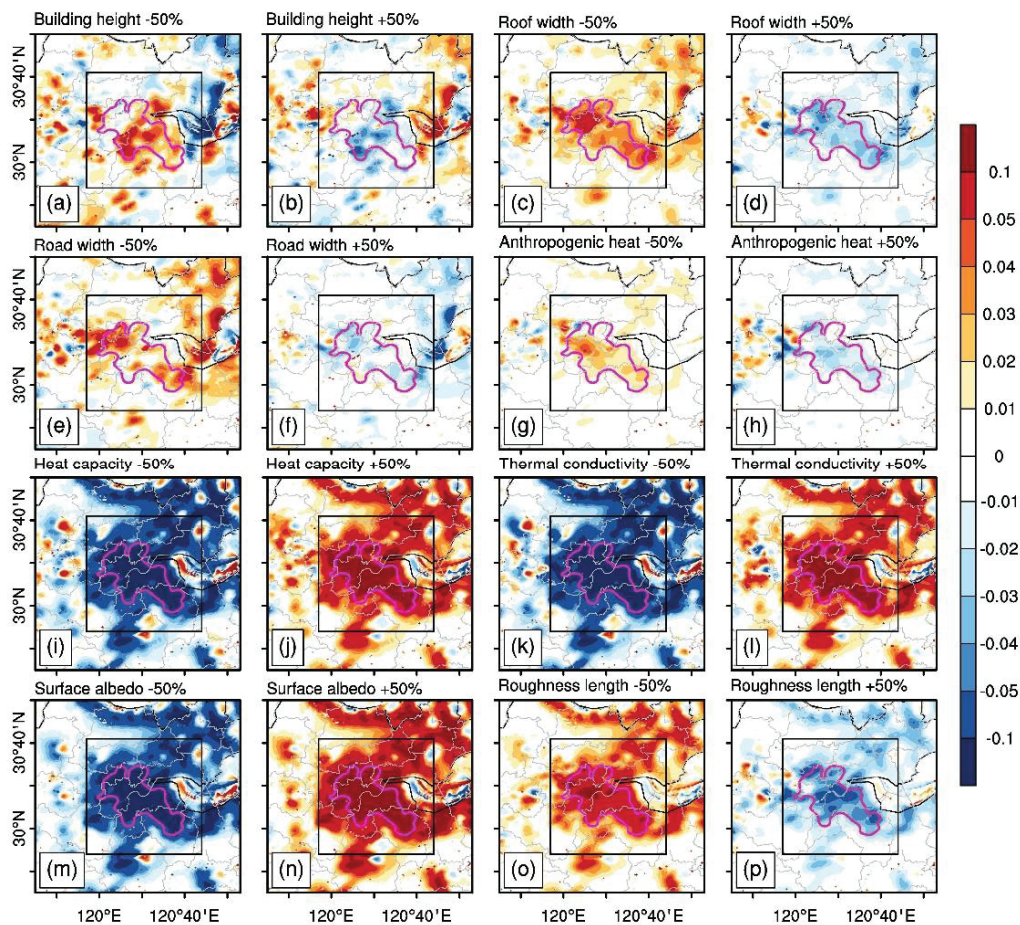 Building height -50%
Building height +50%
Roof width -50%
Roof width +50%
30°40'N
30°N
(a)
(b)
(c)
(d)
Road width -50%
Road width +50%
Anthropogenic heat -50%
Anthropogenic heat +50%
30°40'N
30°N
(e)
(f)
(g)
(h)
Heat capacity -50%
Heat capacity +50%
Thermal conductivity -50%
Thermal conductivity +50%
30°40'N
30°N
(i)
(j)
(k)
(l)
Surface albedo -50%
Surface albedo +50%
Roughness length -50%
Roughness length +50%
30°40'N
30°N
(m)
(n)
(o)
(p)
120°E 120°40'E
120°E 120°40'E
120°E 120°40'E
120°E 120°40'E
0.1
0.05
0.04
0.03
0.02
0.01
0
-0.01
-0.02
-0.03
-0.04
-0.05
-0.1